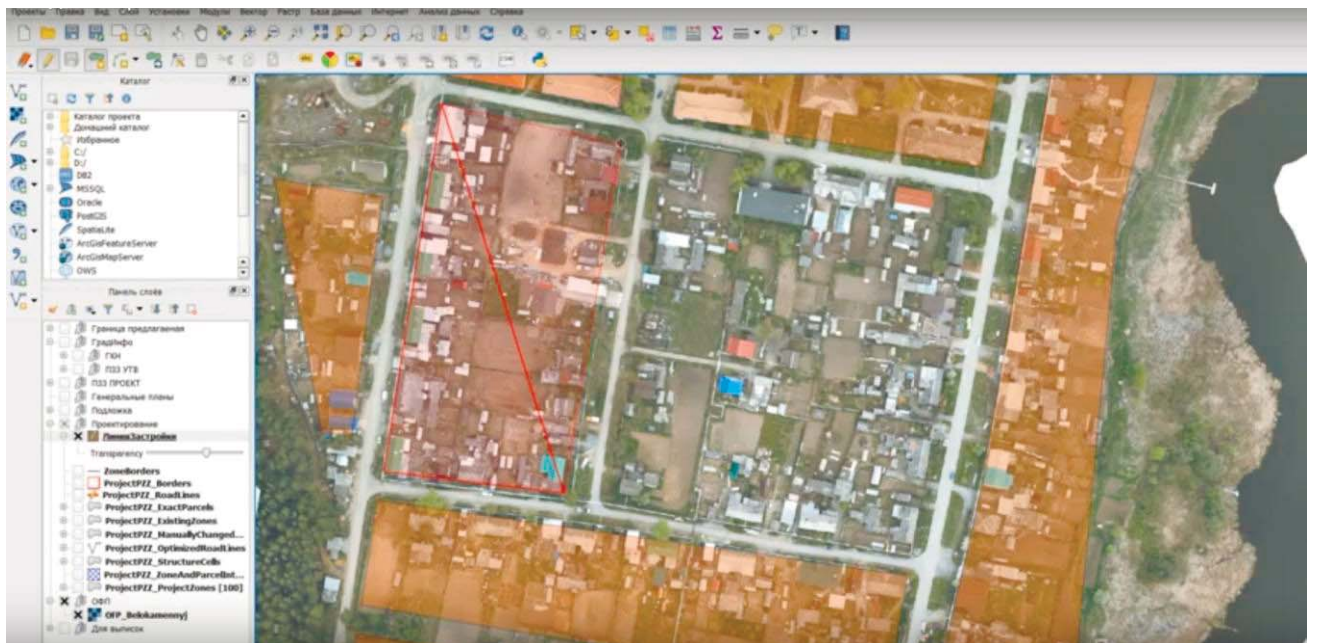 Проекты Правка Вид Слой Установки Модули Вектор Растр База данных Интернет Анализ данных Справка
Каталог
Каталог проекта
Домашний каталог
Избранное
C:/
D:/
DB2
MSSQL
Oracle
PostGIS
SpatiaLite
ArcGisFeatureServer
ArcGisMapServer
OWS
Панель слоёв
Граница предлагаемая
ГрадИнфо
ГКН
ПЗЗ УТВ
ПЗЗ ПРОЕКТ
Генеральные планы
Подложка
Проектирование
ЛинииЗастройки
Transparency
ZoneBorders
ProjectPZZ_Borders
ProjectPZZ_RoadLines
ProjectPZZ_ExactParcels
ProjectPZZ_ExistingZones
ProjectPZZ_ManuallyChanged...
ProjectPZZ_OptimizedRoadLines
ProjectPZZ_StructureCells
ProjectPZZ_ZoneAndParcelInt...
ProjectPZZ_ProjectZones [100]
ОФП
OFP_Belokamennyj
Для выписок